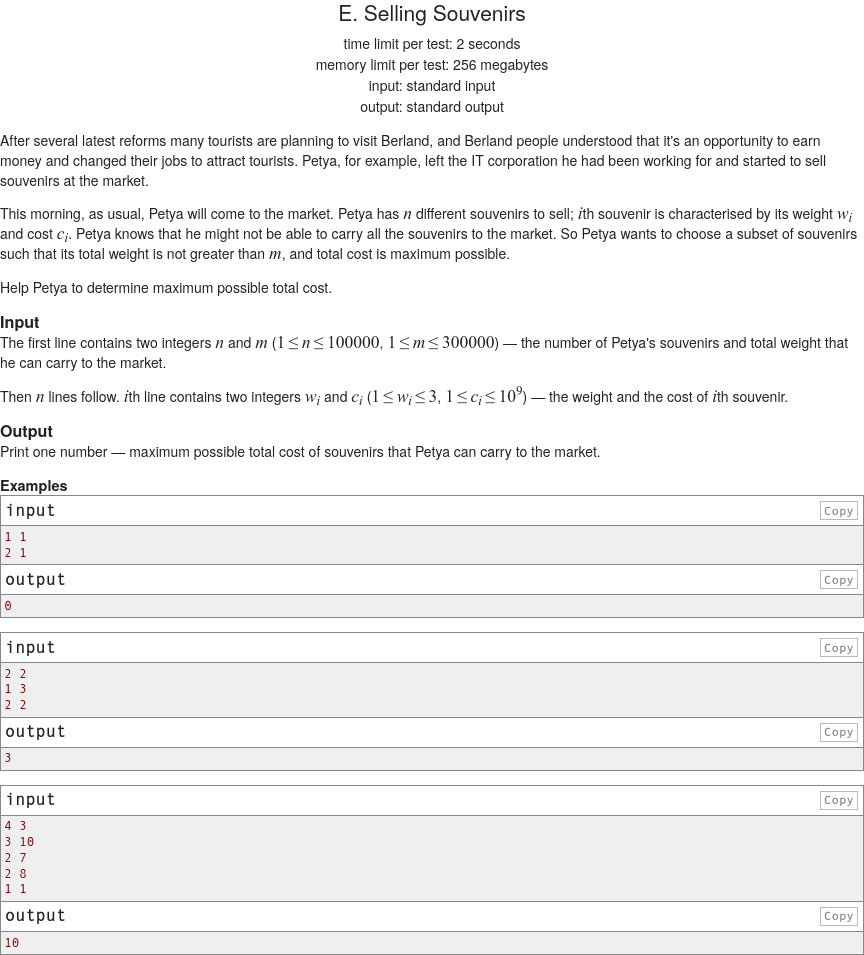 E. Selling Souvenirs
time limit per test: 2 seconds
memory limit per test: 256 megabytes
input: standard input
output: standard output
After several latest reforms many tourists are planning to visit Berland, and Berland people understood that it's an opportunity to earn
money and changed their jobs to attract tourists. Petya, for example, left the IT corporation he had been working for and started to sell
souvenirs at the market.
This morning, as usual, Petya will come to the market. Petya has n different souvenirs to sell; ith souvenir is characterised by its weight w_i
and cost c_i. Petya knows that he might not be able to carry all the souvenirs to the market. So Petya wants to choose a subset of souvenirs
such that its total weight is not greater than m, and total cost is maximum possible.
Help Petya to determine maximum possible total cost.
Input
The first line contains two integers n and m (1 ≤ n ≤ 100000, 1 ≤ m ≤ 300000) — the number of Petya's souvenirs and total weight that
he can carry to the market.
Then n lines follow. ith line contains two integers w_i and c_i (1 ≤ w_i ≤ 3, 1 ≤ c_i ≤ 10^9) — the weight and the cost of ith souvenir.
Output
Print one number — maximum possible total cost of souvenirs that Petya can carry to the market.
Examples
input Copy
1 1
2 1
output Copy
0
input Copy
2 2
1 3
2 2
output Copy
3
input Copy
4 3
3 10
2 7
2 8
1 1
output Copy
10